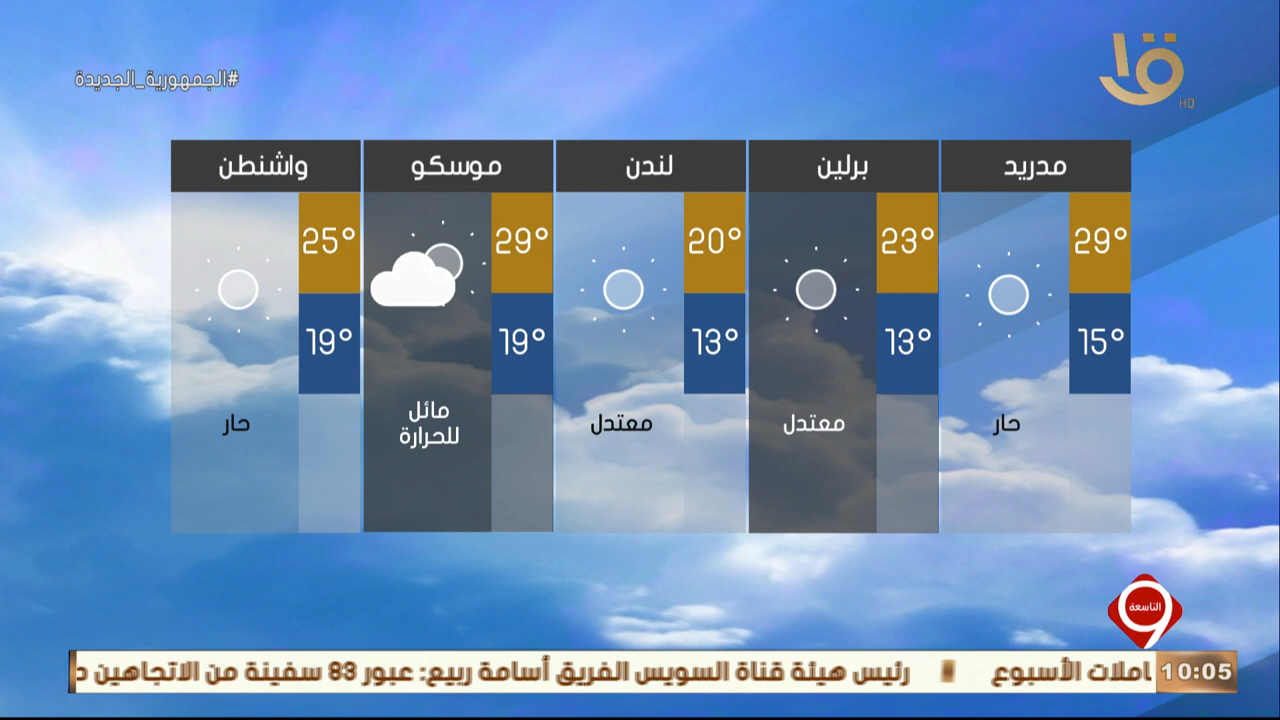 #الجمهورية_الجديدة
HD
مدريد
29°
15°
حار
برلين
23°
13°
معتدل
لندن
20°
13°
معتدل
موسكو
29°
19°
مائل
للحرارة
واشنطن
25°
19°
حار
التاسعة
9
10:05
املات الأسبوع رئيس هيئة قناة السويس الفريق أسامة ربيع: عبور 83 سفينة من الاتجاهين